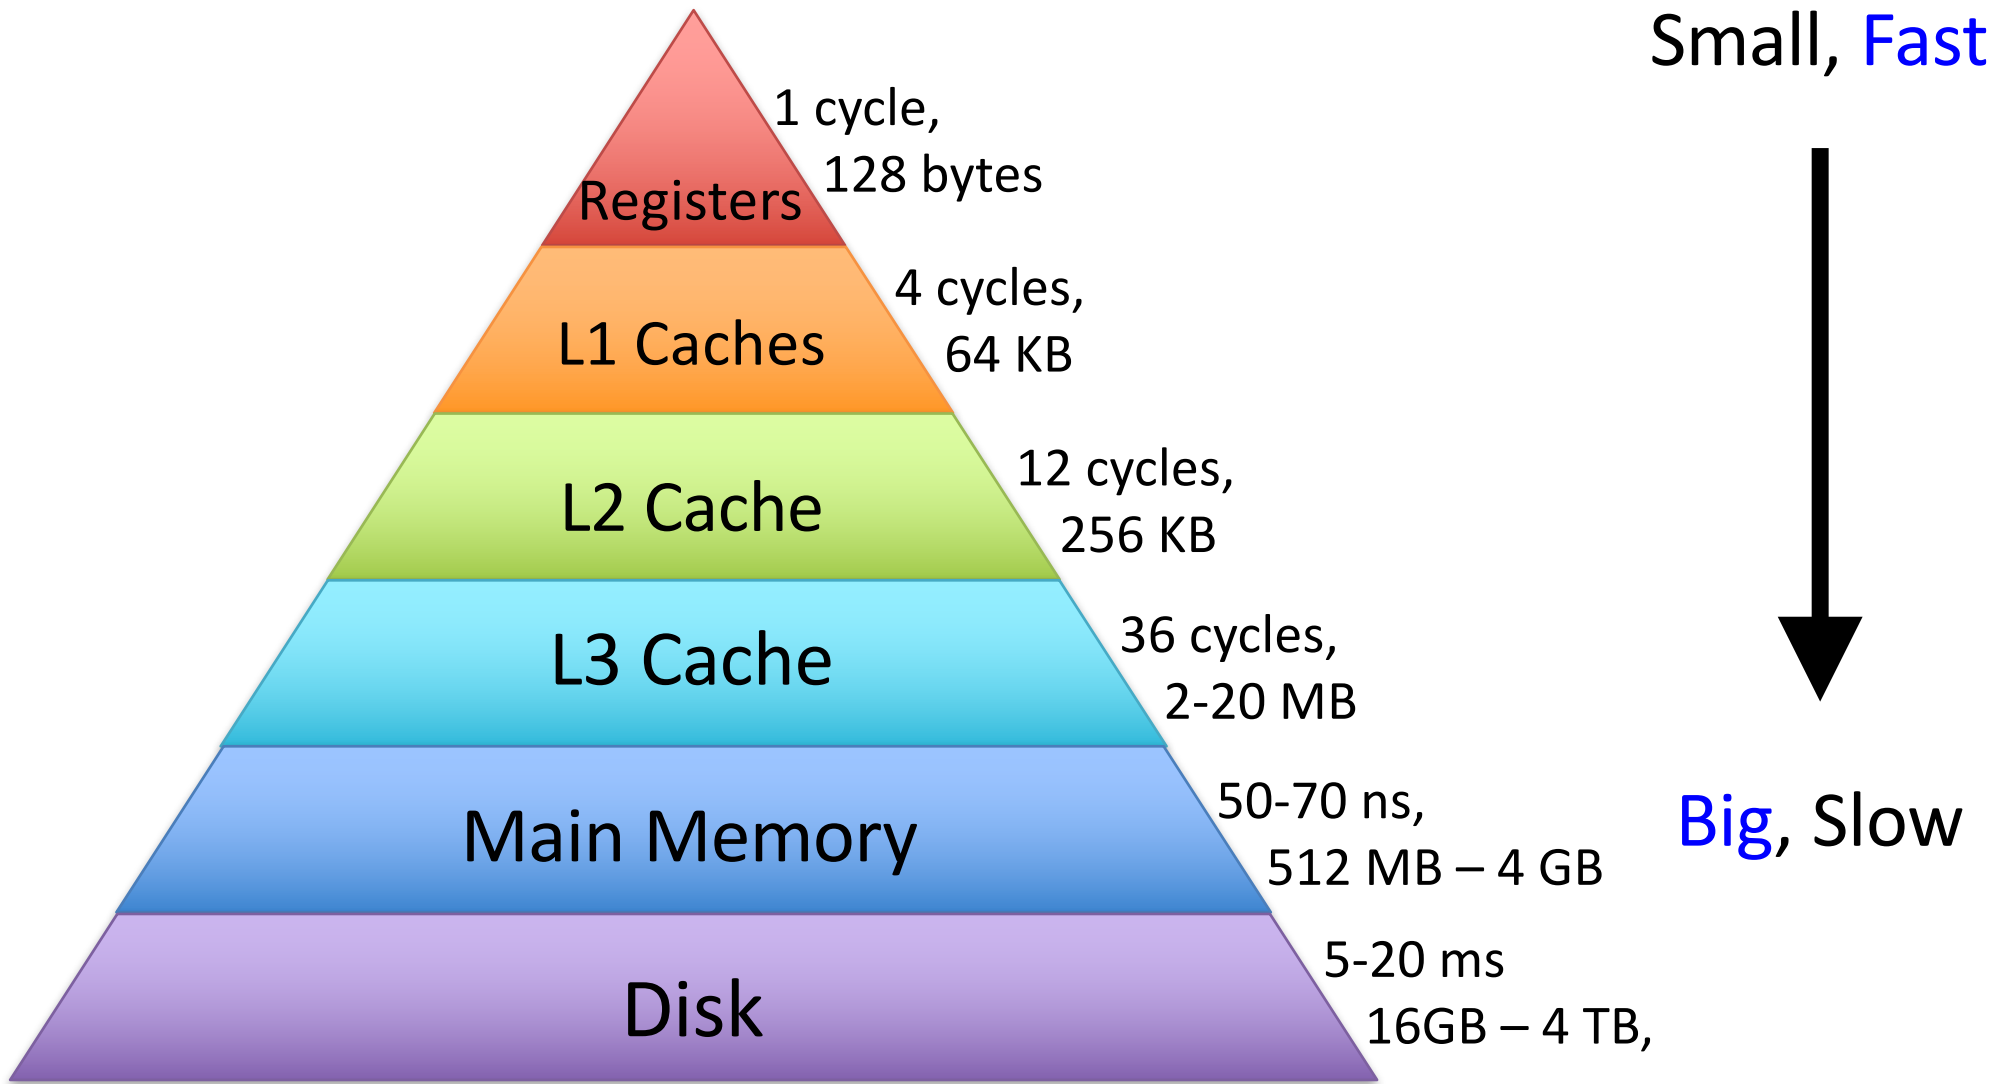 Small, Fast
1 cycle,
128 bytes
Registers
4 cycles,
64 KB
L1 Caches
12 cycles,
256 KB
L2 Cache
36 cycles,
2-20 MB
L3 Cache
50-70 ns,
512 MB – 4 GB
Main Memory
Big, Slow
5-20 ms
16GB – 4 TB,
Disk